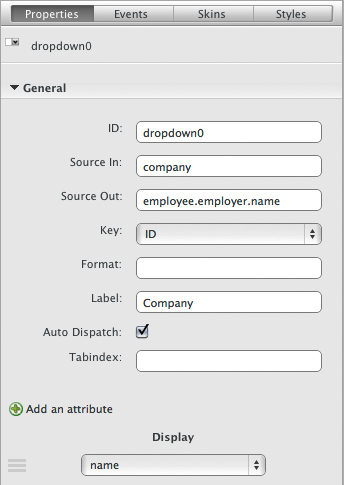 Properties Events Skins Styles
dropdown0
General
ID: dropdown0
Source In: company
Source Out: employee.employer.name
Key: ID
Format:
Label: Company
Auto Dispatch:
Tabindex:
Add an attribute
Display
name